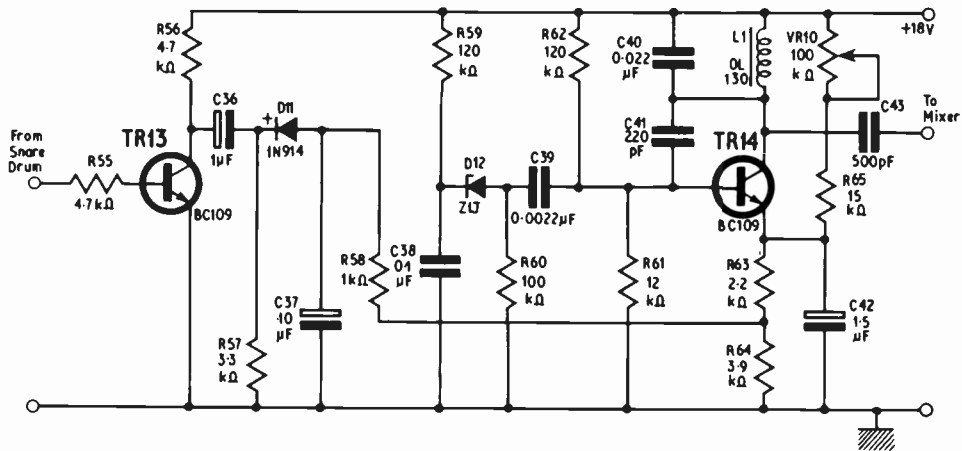 R56
4·7
kΩ
R59
120
kΩ
R62
120
kΩ
C40
0·022
µF
L1
OL
130
VR10
100
kΩ
+18V
C36
1µF
+
D11
1N914
C41
220
pF
C43
500pF
To
Mixer
From
Snare
Drum
R55
4·7kΩ
TR13
BC109
D12
ZL7
C39
0·0022µF
TR14
BC109
R65
15
kΩ
R58
1kΩ
C38
0·1
µF
R60
100
kΩ
R61
12
kΩ
R63
2·2
kΩ
C37
10
µF
R57
3·3
kΩ
R64
3·9
kΩ
C42
1·5
µF